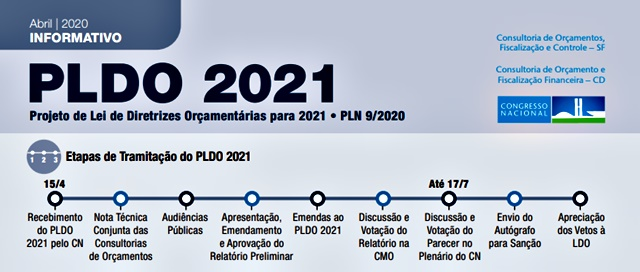 Abril | 2020
INFORMATIVO
Consultoria de Orçamentos,
Fiscalização e Controle – SF
Consultoria de Orçamento e
Fiscalização Financeira – CD
CONGRESSO
NACIONAL
PLDO 2021
Projeto de Lei de Diretrizes Orçamentárias para 2021 • PLN 9/2020
1 2 3
Etapas de Tramitação do PLDO 2021
15/4
Recebimento
do PLDO
2021 pelo CN
Nota Técnica
Conjunta das
Consultorias
de Orçamentos
Audiências
Públicas
Apresentação,
Emendamento
e Aprovação do
Relatório Preliminar
Emendas ao
PLDO 2021
Discussão e
Votação do
Relatório na
CMO
Até 17/7
Discussão e
Votação do
Parecer no
Plenário do CN
Envio do
Autógrafo
para Sanção
Apreciação
dos Vetos à
LDO